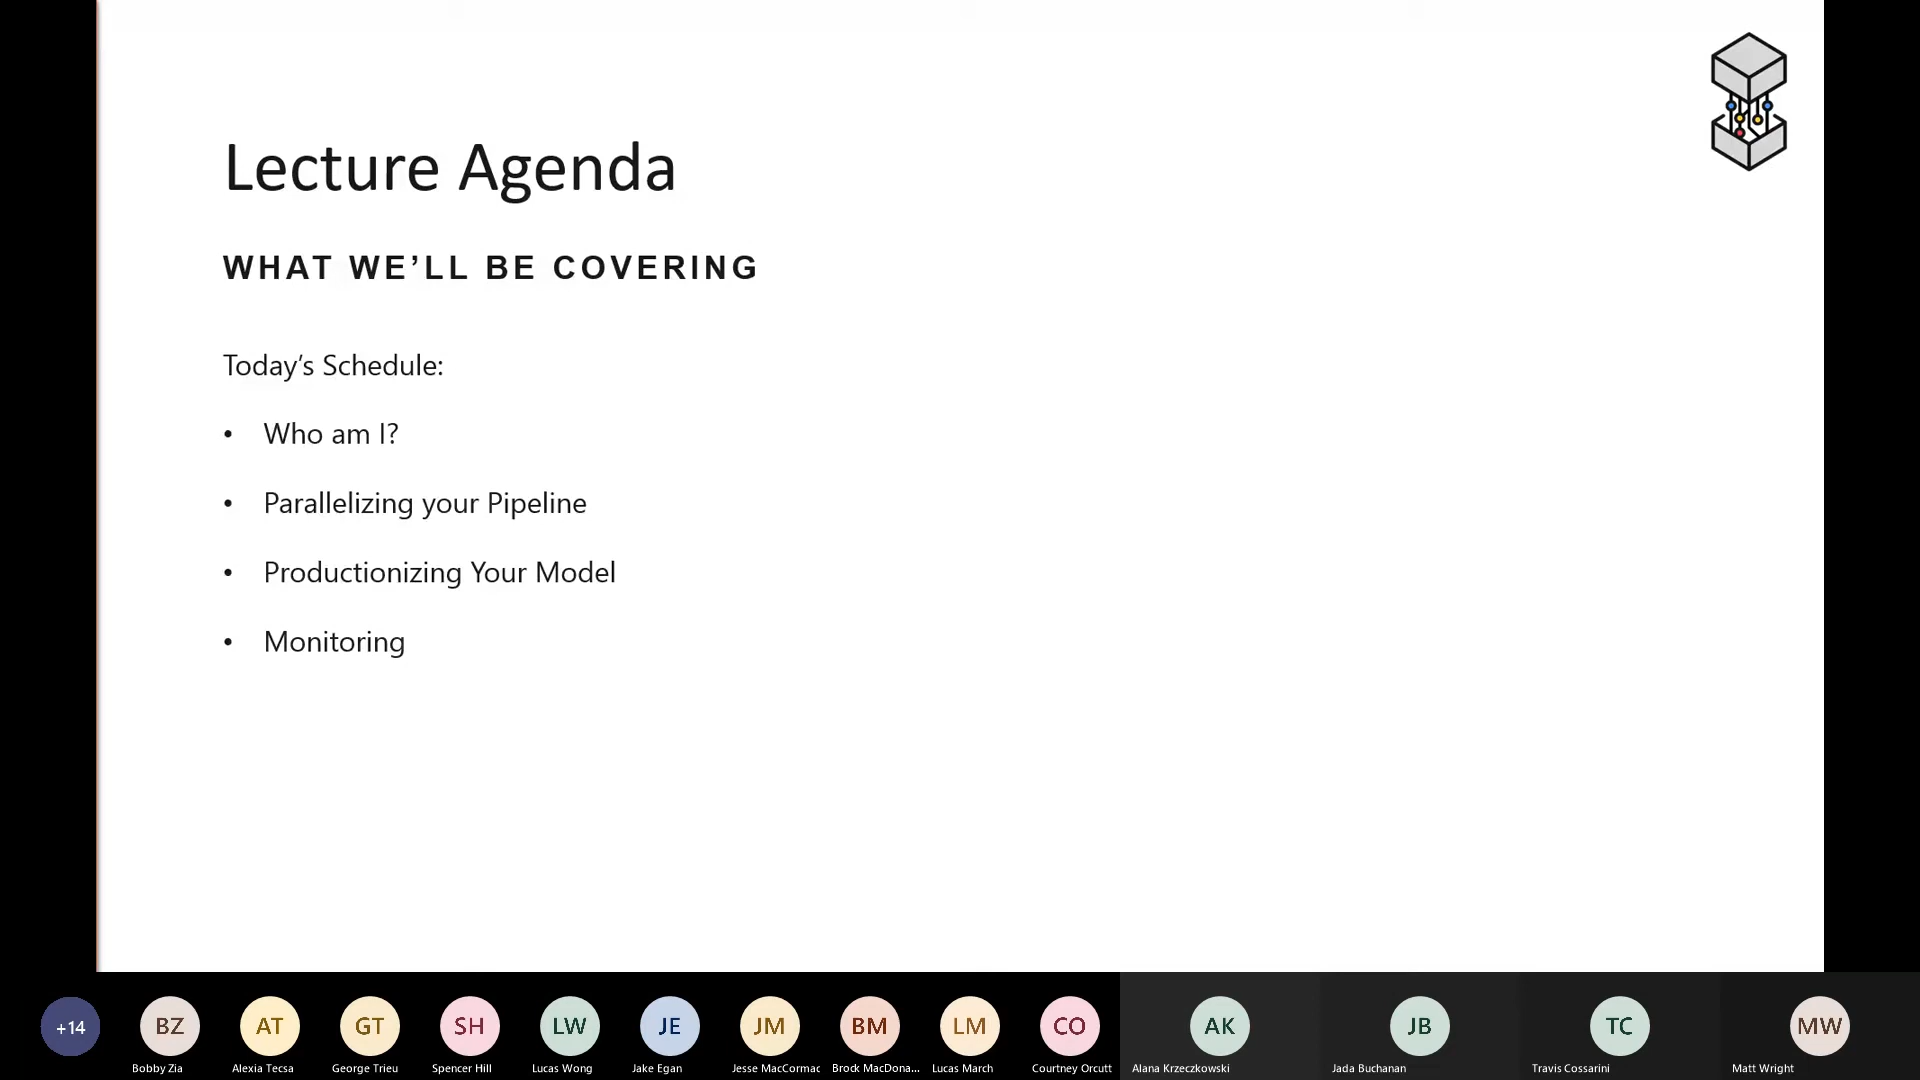 Lecture Agenda
WHAT WE’LL BE COVERING
Today’s Schedule:
• Who am I?
• Parallelizing your Pipeline
• Productionizing Your Model
• Monitoring
+14
BZ
AT
GT
SH
LW
JE
JM
BM
LM
CO
AK
JB
TC
MW
Bobby Zia
Alexia Tecsa
George Trieu
Spencer Hill
Lucas Wong
Jake Egan
Jesse MacCormac
Brock MacDona...
Lucas March
Courtney Orcutt
Alana Krzeczkowski
Jada Buchanan
Travis Cossarini
Matt Wright